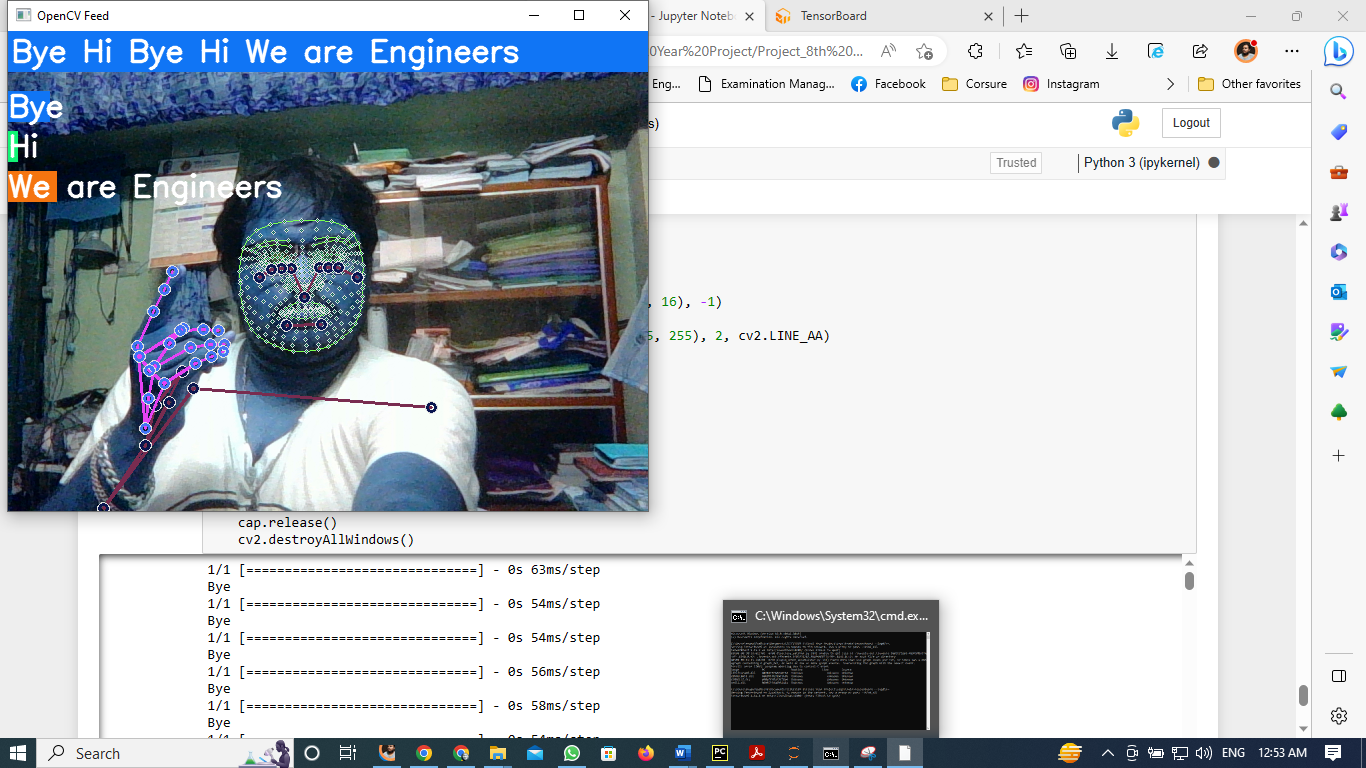 OpenCV Feed
- Jupyter Noteb
TensorBoard
Bye Hi Bye Hi We are Engineers
0Year%20Project/Project_8th%20...
Eng...
Examination Manag...
Facebook
Corsure
Instagram
Other favorites
Bye
Hi
We are Engineers
s)
Logout
Trusted
Python 3 (ipykernel)
, 16), -1)
5, 255), 2, cv2.LINE_AA)
cap.release()
cv2.destroyAllWindows()
1/1 [==============================] - 0s 63ms/step
Bye
1/1 [==============================] - 0s 54ms/step
Bye
1/1 [==============================] - 0s 54ms/step
Bye
1/1 [==============================] - 0s 56ms/step
Bye
1/1 [==============================] - 0s 58ms/step
Bye
C:\Windows\System32\cmd.ex...
Search
ENG
12:53 AM